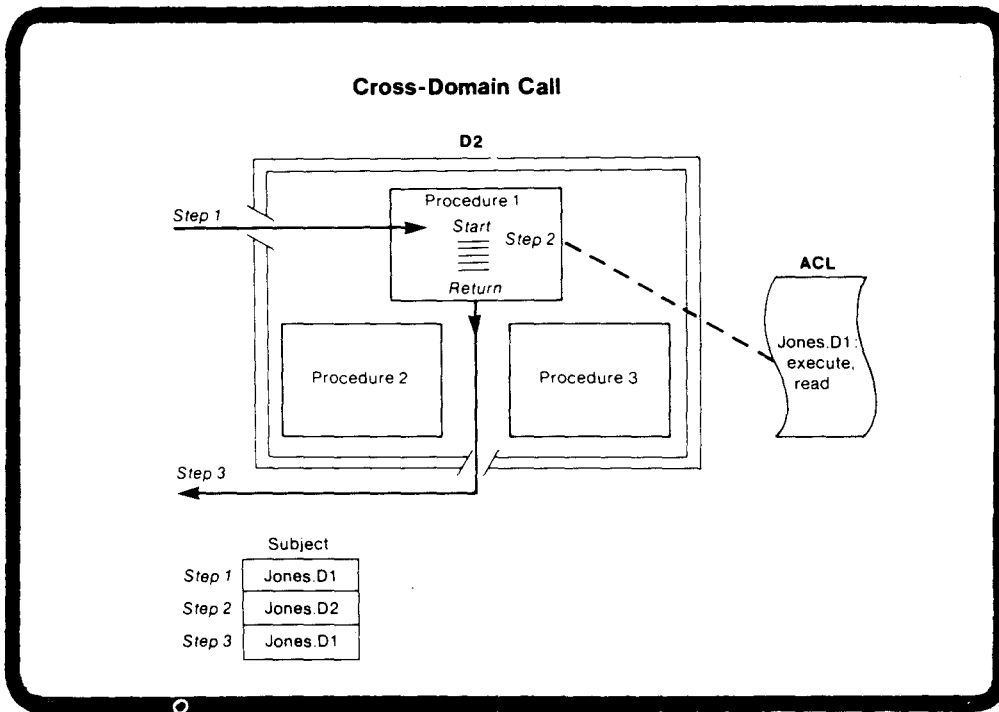 Cross-Domain Call
D2
Procedure 1
Step 1
Start
Step 2
Return
ACL
Jones.D1:
execute,
read
Procedure 2
Procedure 3
Step 3
Subject
Step 1 Jones.D1
Step 2 Jones.D2
Step 3 Jones.D1